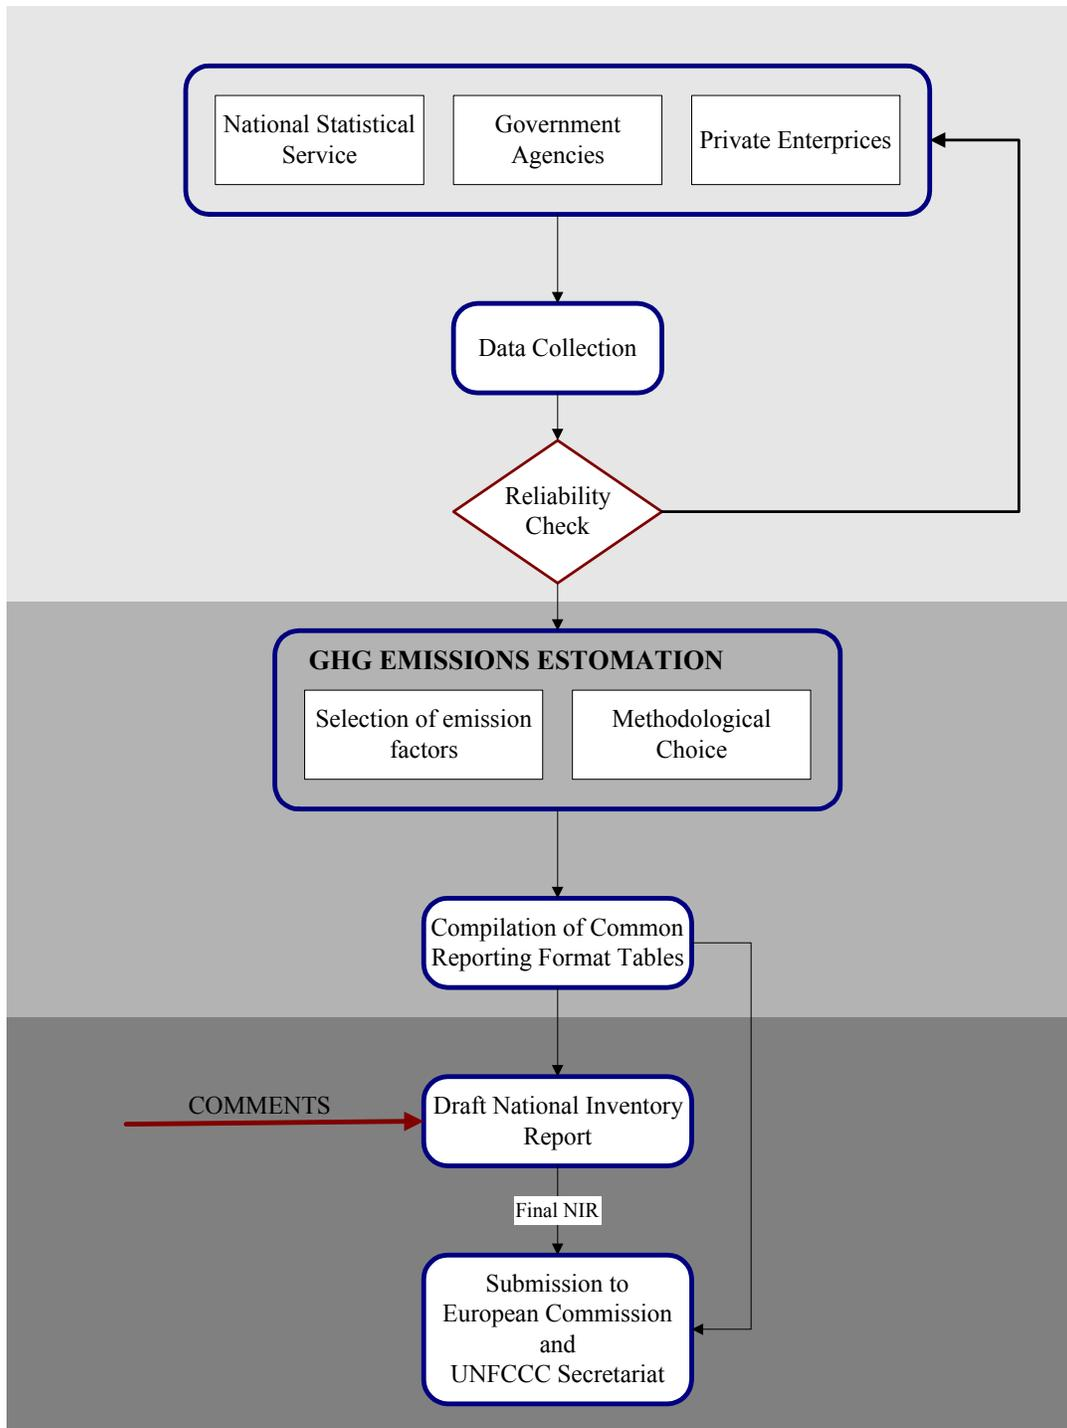 National Statistical
Service
Government
Agencies
Private Enterprices
Data Collection
Reliability
Check
GHG EMISSIONS ESTOMATION
Selection of emission
factors
Methodological
Choice
Compilation of Common
Reporting Format Tables
COMMENTS
Draft National Inventory
Report
Final NIR
Submission to
European Commission
and
UNFCCC Secretariat